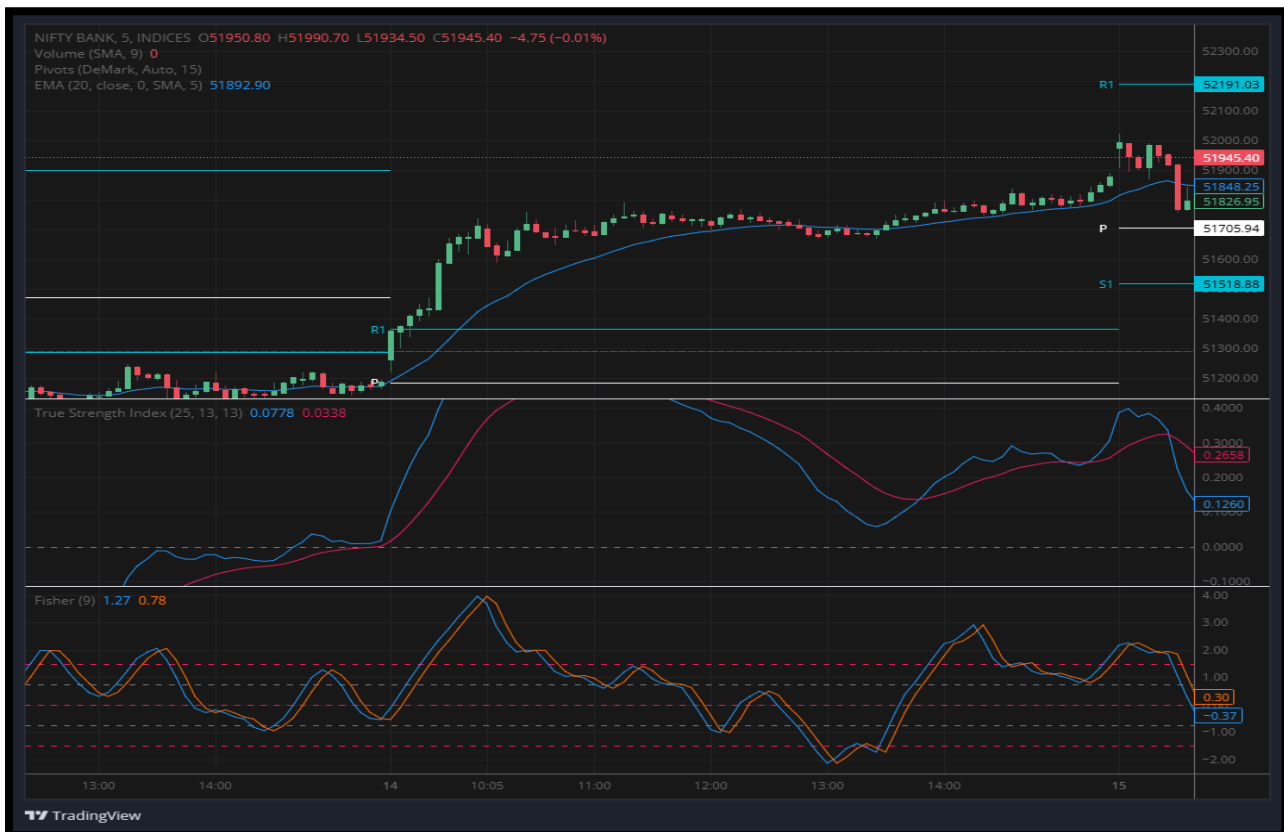 NIFTY BANK, 5, INDICES O51950.80 H51990.70 L51934.50 C51945.40 −4.75 (−0.01%)
Volume (SMA, 9) 0
Pivots (DeMark, Auto, 15)
EMA (20, close, 0, SMA, 5) 51892.90
52300.00
R1
52191.03
52100.00
52000.00
51945.40
51900.00
51848.25
51826.95
P
51705.94
51600.00
S1
51518.88
51400.00
R1
51300.00
P
51200.00
True Strength Index (25, 13, 13) 0.0778 0.0338
0.4000
0.3000
0.2658
0.2000
0.1260
0.1000
0.0000
−0.1000
Fisher (9) 1.27 0.78
4.00
3.00
2.00
1.00
0.30
−0.37
−1.00
−2.00
13:00 14:00 14 10:05 11:00 12:00 13:00 14:00 15
TradingView